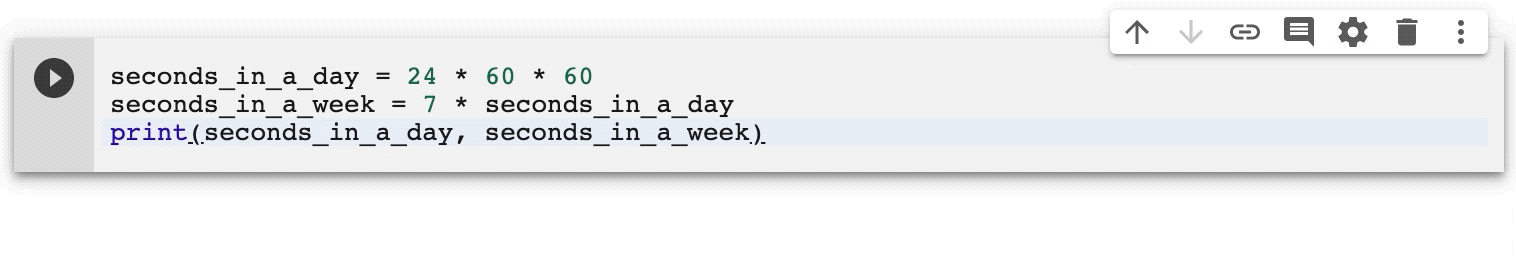 seconds_in_a_day = 24 * 60 * 60
seconds_in_a_week = 7 * seconds_in_a_day
print(seconds_in_a_day, seconds_in_a_week)